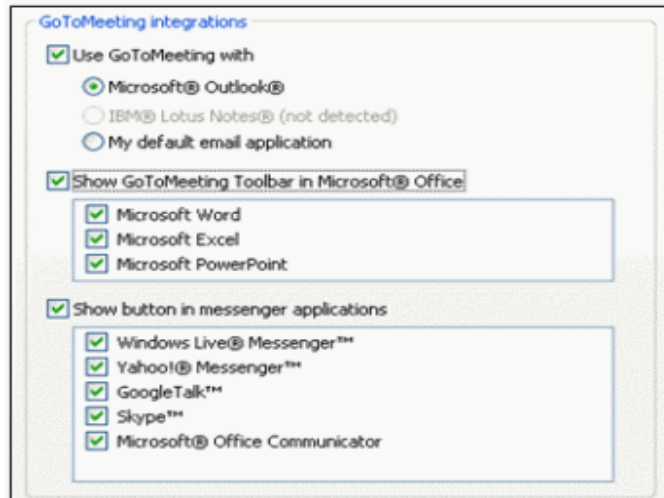 GoToMeeting integrations
Use GoToMeeting with
Microsoft® Outlook®
IBM® Lotus Notes® (not detected)
My default email application
Show GoToMeeting Toolbar in Microsoft® Office
Microsoft Word
Microsoft Excel
Microsoft PowerPoint
Show button in messenger applications
Windows Live® Messenger™
Yahoo!® Messenger™
GoogleTalk™
Skype™
Microsoft® Office Communicator